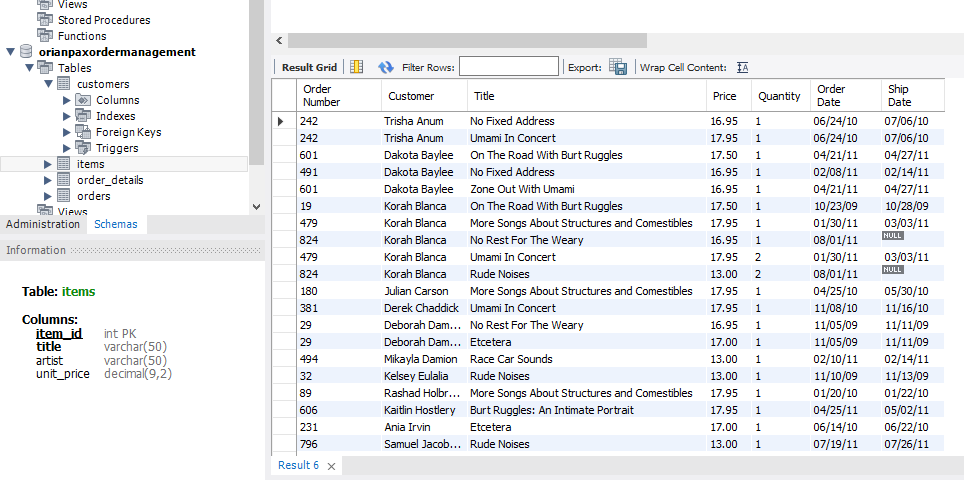 Views
Stored Procedures
Functions
orianpaxordermanagement
Tables
customers
Columns
Indexes
Foreign Keys
Triggers
items
order_details
orders
Views
Administration Schemas
Information
Table: items
Columns:
item_id int PK
title varchar(50)
artist varchar(50)
unit_price decimal(9,2)
Result Grid Filter Rows: Export: Wrap Cell Content: IA
Order Number Customer Title Price Quantity Order Date Ship Date
242 Trisha Anum No Fixed Address 16.95 1 06/24/10 07/06/10
242 Trisha Anum Umami In Concert 17.95 1 06/24/10 07/06/10
601 Dakota Baylee On The Road With Burt Ruggles 17.50 1 04/21/11 04/27/11
491 Dakota Baylee No Fixed Address 16.95 1 02/08/11 02/14/11
601 Dakota Baylee Zone Out With Umami 16.95 1 04/21/11 04/27/11
19 Korah Blanca On The Road With Burt Ruggles 17.50 1 10/23/09 10/28/09
479 Korah Blanca More Songs About Structures and Comestibles 17.95 1 01/30/11 03/03/11
824 Korah Blanca No Rest For The Weary 16.95 1 08/01/11 NULL
479 Korah Blanca Umami In Concert 17.95 2 01/30/11 03/03/11
824 Korah Blanca Rude Noises 13.00 2 08/01/11 NULL
180 Julian Carson More Songs About Structures and Comestibles 17.95 1 04/25/10 05/30/10
381 Derek Chaddick Umami In Concert 17.95 1 11/08/10 11/16/10
29 Deborah Dam... No Rest For The Weary 16.95 1 11/05/09 11/11/09
29 Deborah Dam... Etcetera 17.00 1 11/05/09 11/11/09
494 Mikayla Damion Race Car Sounds 13.00 1 02/10/11 02/14/11
32 Kelsey Eulalia Rude Noises 13.00 1 11/10/09 11/13/09
89 Rashad Holbr... More Songs About Structures and Comestibles 17.95 1 01/20/10 01/22/10
606 Kaitlin Hostlery Burt Ruggles: An Intimate Portrait 17.95 1 04/25/11 05/02/11
231 Ania Irvin Etcetera 17.00 1 06/14/10 06/22/10
796 Samuel Jacob... Rude Noises 13.00 1 07/19/11 07/26/11
Result 6